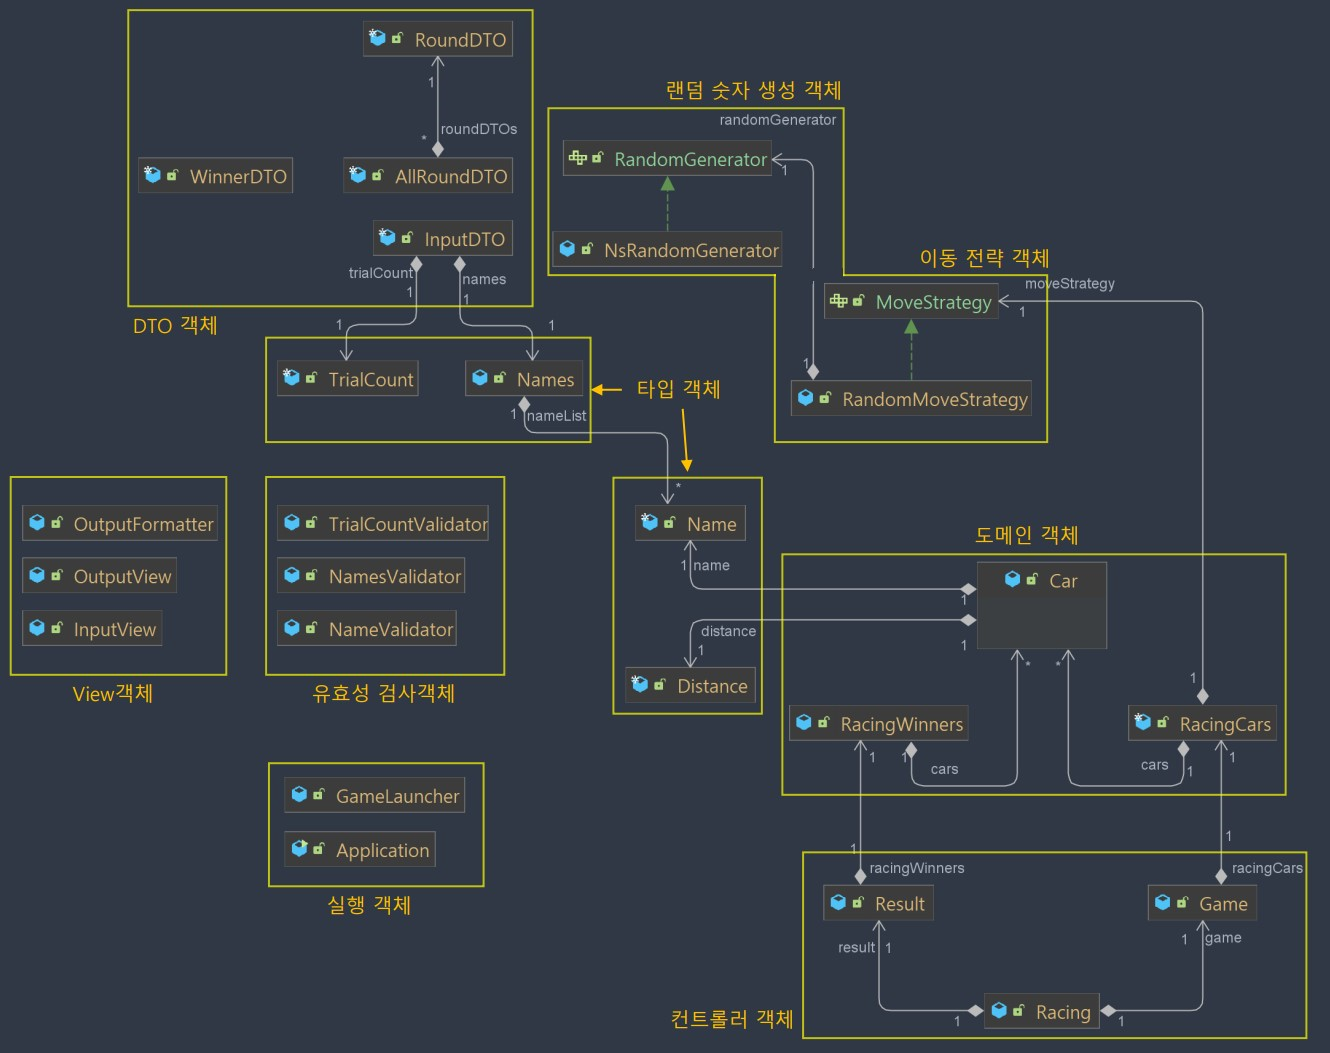 RoundDTO
1
roundDTOs
*
WinnerDTO
AllRoundDTO
InputDTO
trialCount
names
1
1
DTO 객체
1
1
TrialCount
Names
1
nameList
타입 객체
랜덤 숫자 생성 객체
randomGenerator
RandomGenerator
1
NsRandomGenerator
이동 전략 객체
moveStrategy
MoveStrategy
1
1
RandomMoveStrategy
OutputFormatter
OutputView
InputView
View객체
TrialCountValidator
NamesValidator
NameValidator
유효성 검사객체
*
Name
1
name
distance
1
Distance
도메인 객체
Car
1
1
*
*
1
RacingWinners
RacingCars
1
1
cars
cars
1
1
GameLauncher
Application
실행 객체
1
1
racingWinners
racingCars
Result
Game
result
1
1
game
Racing
1
1
컨트롤러 객체